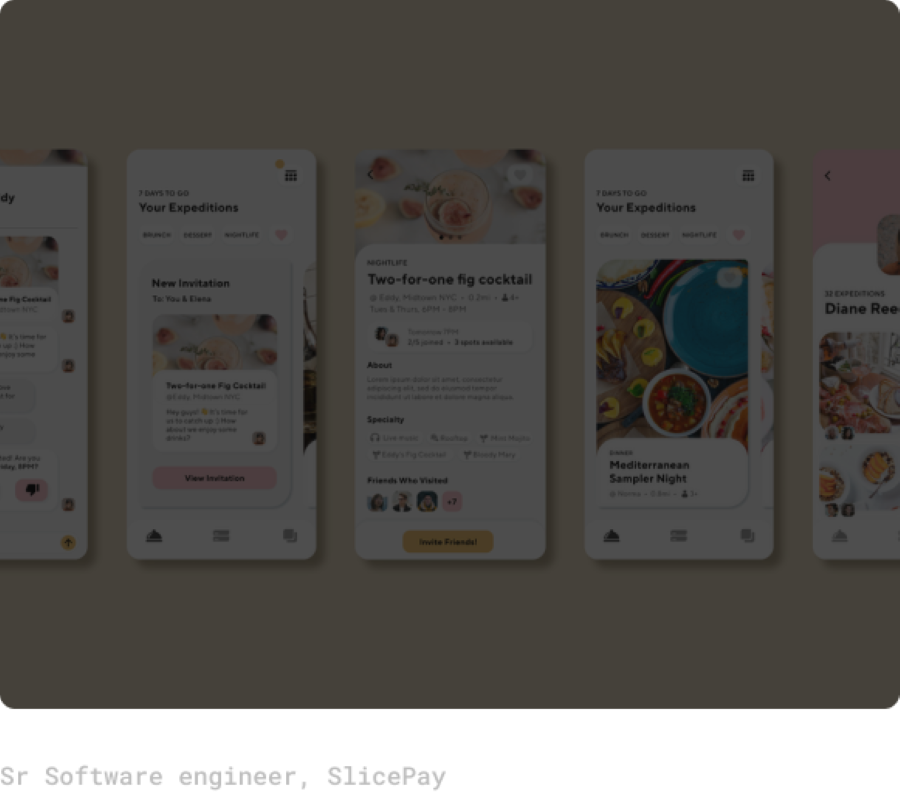 dy
ne Fig Cocktail
own NYC
it's time for
up :) How
enjoy some
t for
ted! Are you
day, 8PM?
7 DAYS TO GO
Your Expeditions
BRUNCH DESSERT NIGHTLIFE
New Invitation
To: You & Elena
Two-for-one Fig Cocktail
@Eddy, Midtown NYC
Hey guys! It's time for
us to catch up :) How
about we enjoy some
drinks?
View Invitation
NIGHTLIFE
Two-for-one fig cocktail
@ Eddy, Midtown NYC • 0.2mi • 4+
Tues & Thurs, 6PM - 8PM
Tomorrow 7PM
2/5 joined • 3 spots available
About
Lorem ipsum dolor sit amet, consectetur
adipiscing elit, sed do eiusmod tempor
incididunt ut labore et dolore magna aliqua.
Specialty
Live music Rooftop Mist Mojito
Eddy's Fig Cocktail Bloody Mary
Friends Who Visited
+7
Invite Friends!
7 DAYS TO GO
Your Expeditions
BRUNCH DESSERT NIGHTLIFE
DINNER
Mediterranean
Sampler Night
32 EXPEDITIONS
Diane Ree
Sr Software engineer, SlicePay